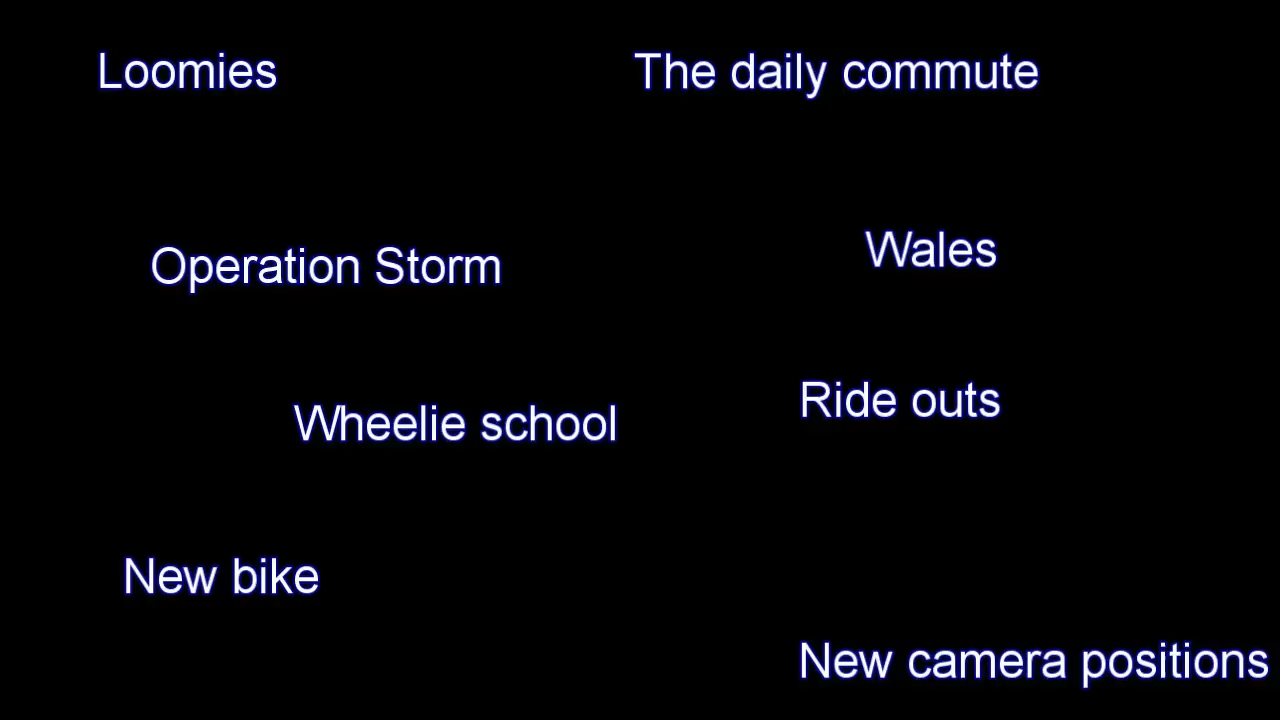 Loomies
The daily commute
Operation Storm
Wales
Wheelie school
Ride outs
New bike
New camera positions